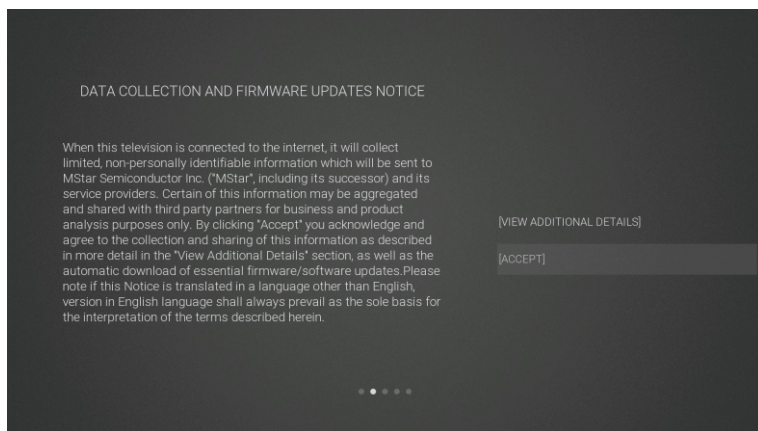 DATA COLLECTION AND FIRMWARE UPDATES NOTICE
When this television is connected to the internet, it will collect
limited, non-personally identifiable information which will be sent to
MStar Semiconductor Inc. ("MStar", including its successor) and its
service providers. Certain of this information may be aggregated
and shared with third party partners for business and product
analysis purposes only. By clicking "Accept" you acknowledge and
agree to the collection and sharing of this information as described
in more detail in the "View Additional Details" section, as well as the
automatic download of essential firmware/software updates.Please
note if this Notice is translated in a language other than English,
version in English language shall always prevail as the sole basis for
the interpretation of the terms described herein.
[VIEW ADDITIONAL DETAILS]
[ACCEPT]